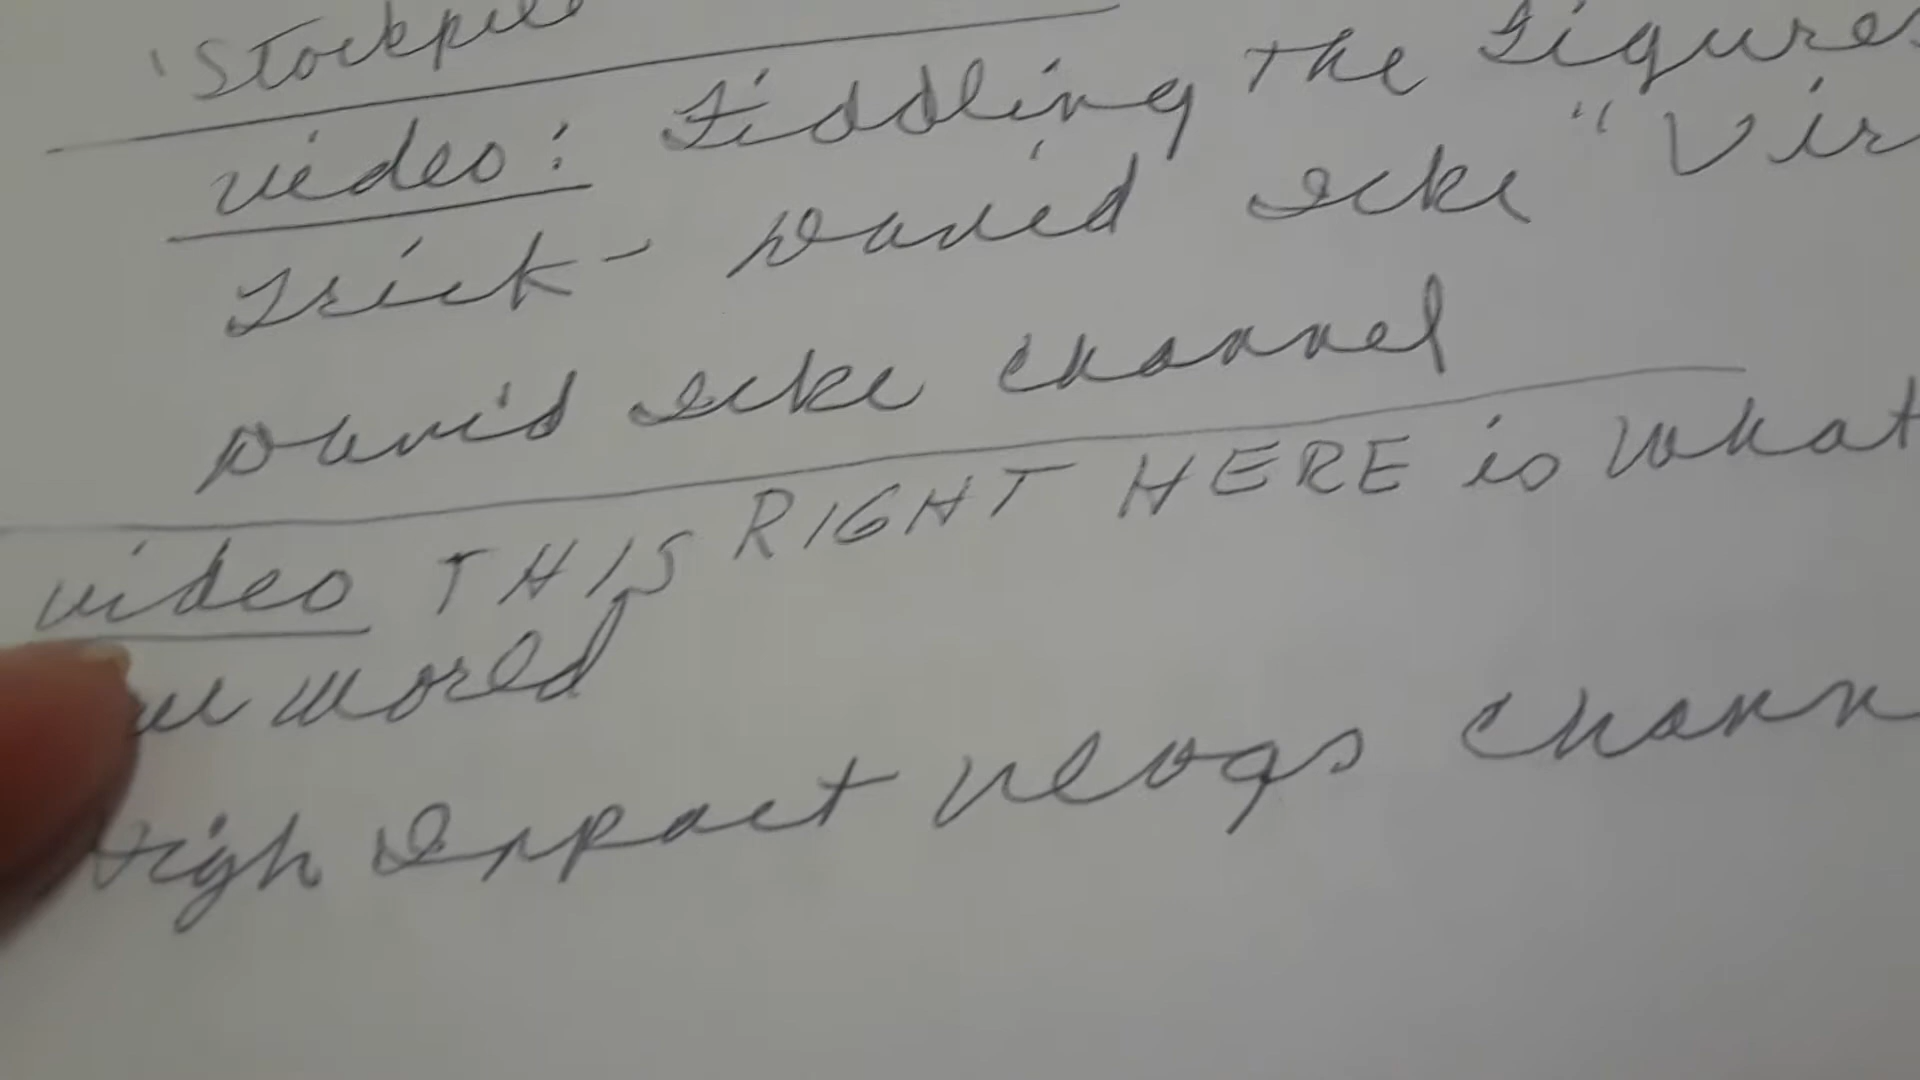 'Stockpil
video: Fiddling The Figures
Trick - David Icke "Vir
David Icke channel
video THIS RIGHT HERE is what
world
High Impact Vlogs Chann